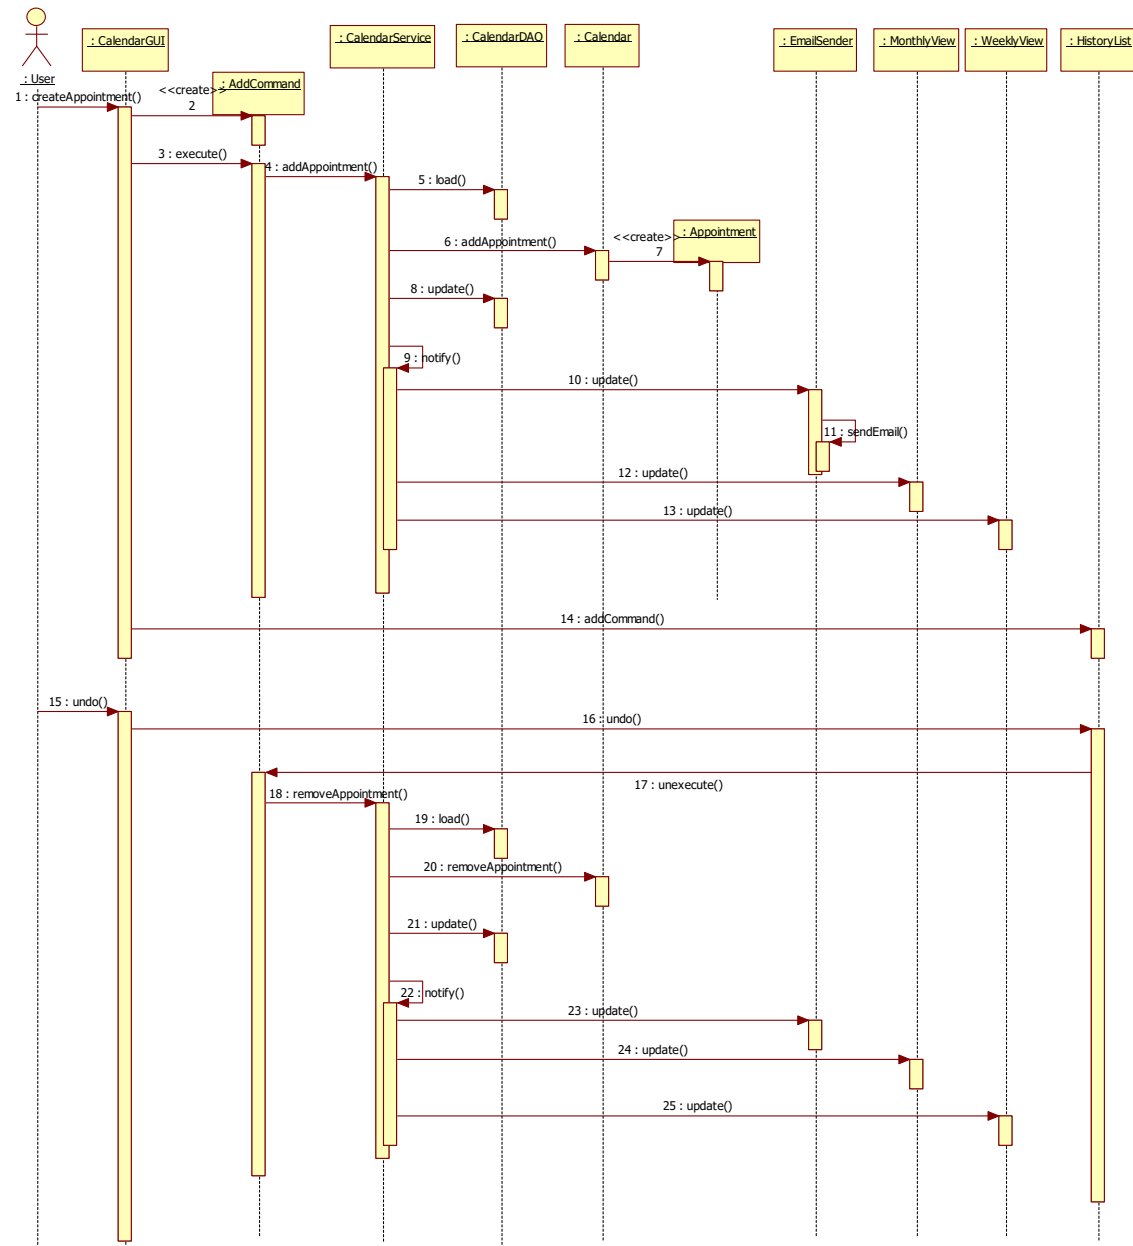 : CalendarGUI
: CalendarService
: CalendarDAO
: Calendar
: EmailSender
: MonthlyView
: WeeklyView
: HistoryList
: User
: AddCommand
<<create>>
1 : createAppointment()
2
3 : execute()
4 : addAppointment()
5 : load()
: Appointment
<<create>>
6 : addAppointment()
7
8 : update()
9 : notify()
10 : update()
11 : sendEmail()
12 : update()
13 : update()
14 : addCommand()
15 : undo()
16 : undo()
17 : unexecute()
18 : removeAppointment()
19 : load()
20 : removeAppointment()
21 : update()
22 : notify()
23 : update()
24 : update()
25 : update()